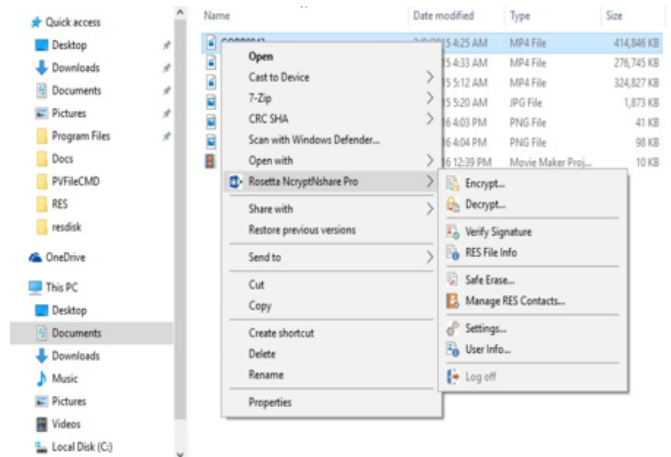 Quick access
Desktop
Downloads
Documents
Pictures
Program Files
Docs
PVFileCMD
RES
resdisk
OneDrive
This PC
Desktop
Documents
Downloads
Music
Pictures
Videos
Local Disk (C:)
Name Date modified Type Size
4:25 AM MP4 File 414,846 KB
15 4:33 AM MP4 File 276,745 KB
15 5:12 AM MP4 File 324,827 KB
15 5:20 AM JPG File 1,873 KB
16 4:03 PM PNG File 41 KB
16 4:04 PM PNG File 98 KB
16 12:39 PM Movie Maker Proj... 10 KB
Open
Cast to Device
7-Zip
CRC SHA
Scan with Windows Defender...
Open with
Rosetta NcryptNshare Pro
Share with
Restore previous versions
Send to
Cut
Copy
Create shortcut
Delete
Rename
Properties
Encrypt...
Decrypt...
Verify Signature
RES File Info
Safe Erase...
Manage RES Contacts...
Settings...
User Info...
Log off